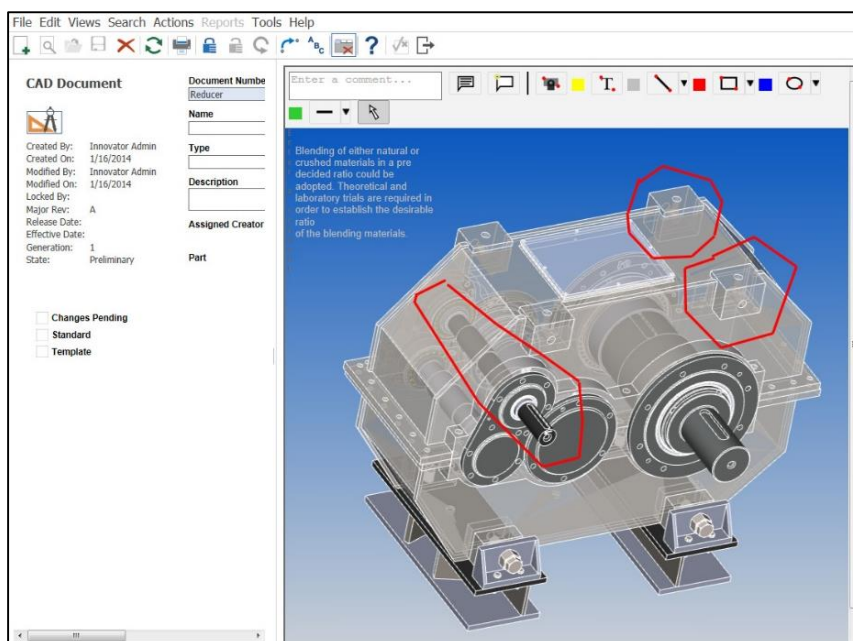 File Edit Views Search Actions Reports Tools Help
ABC
?
Enter a comment...
T.
CAD Document
Document Numbe
Reducer
Name
Type
Description
Assigned Creator
Part
Created By: Innovator Admin
Created On: 1/16/2014
Modified By: Innovator Admin
Modified On: 1/16/2014
Locked By:
Major Rev: A
Release Date:
Effective Date:
Generation: 1
State: Preliminary
Changes Pending
Standard
Template
Blending of either natural or
crushed materials in a pre
decided ratio could be
adopted. Theoretical and
laboratory trials are required in
order to establish the desirable
ratio
of the blending materials.